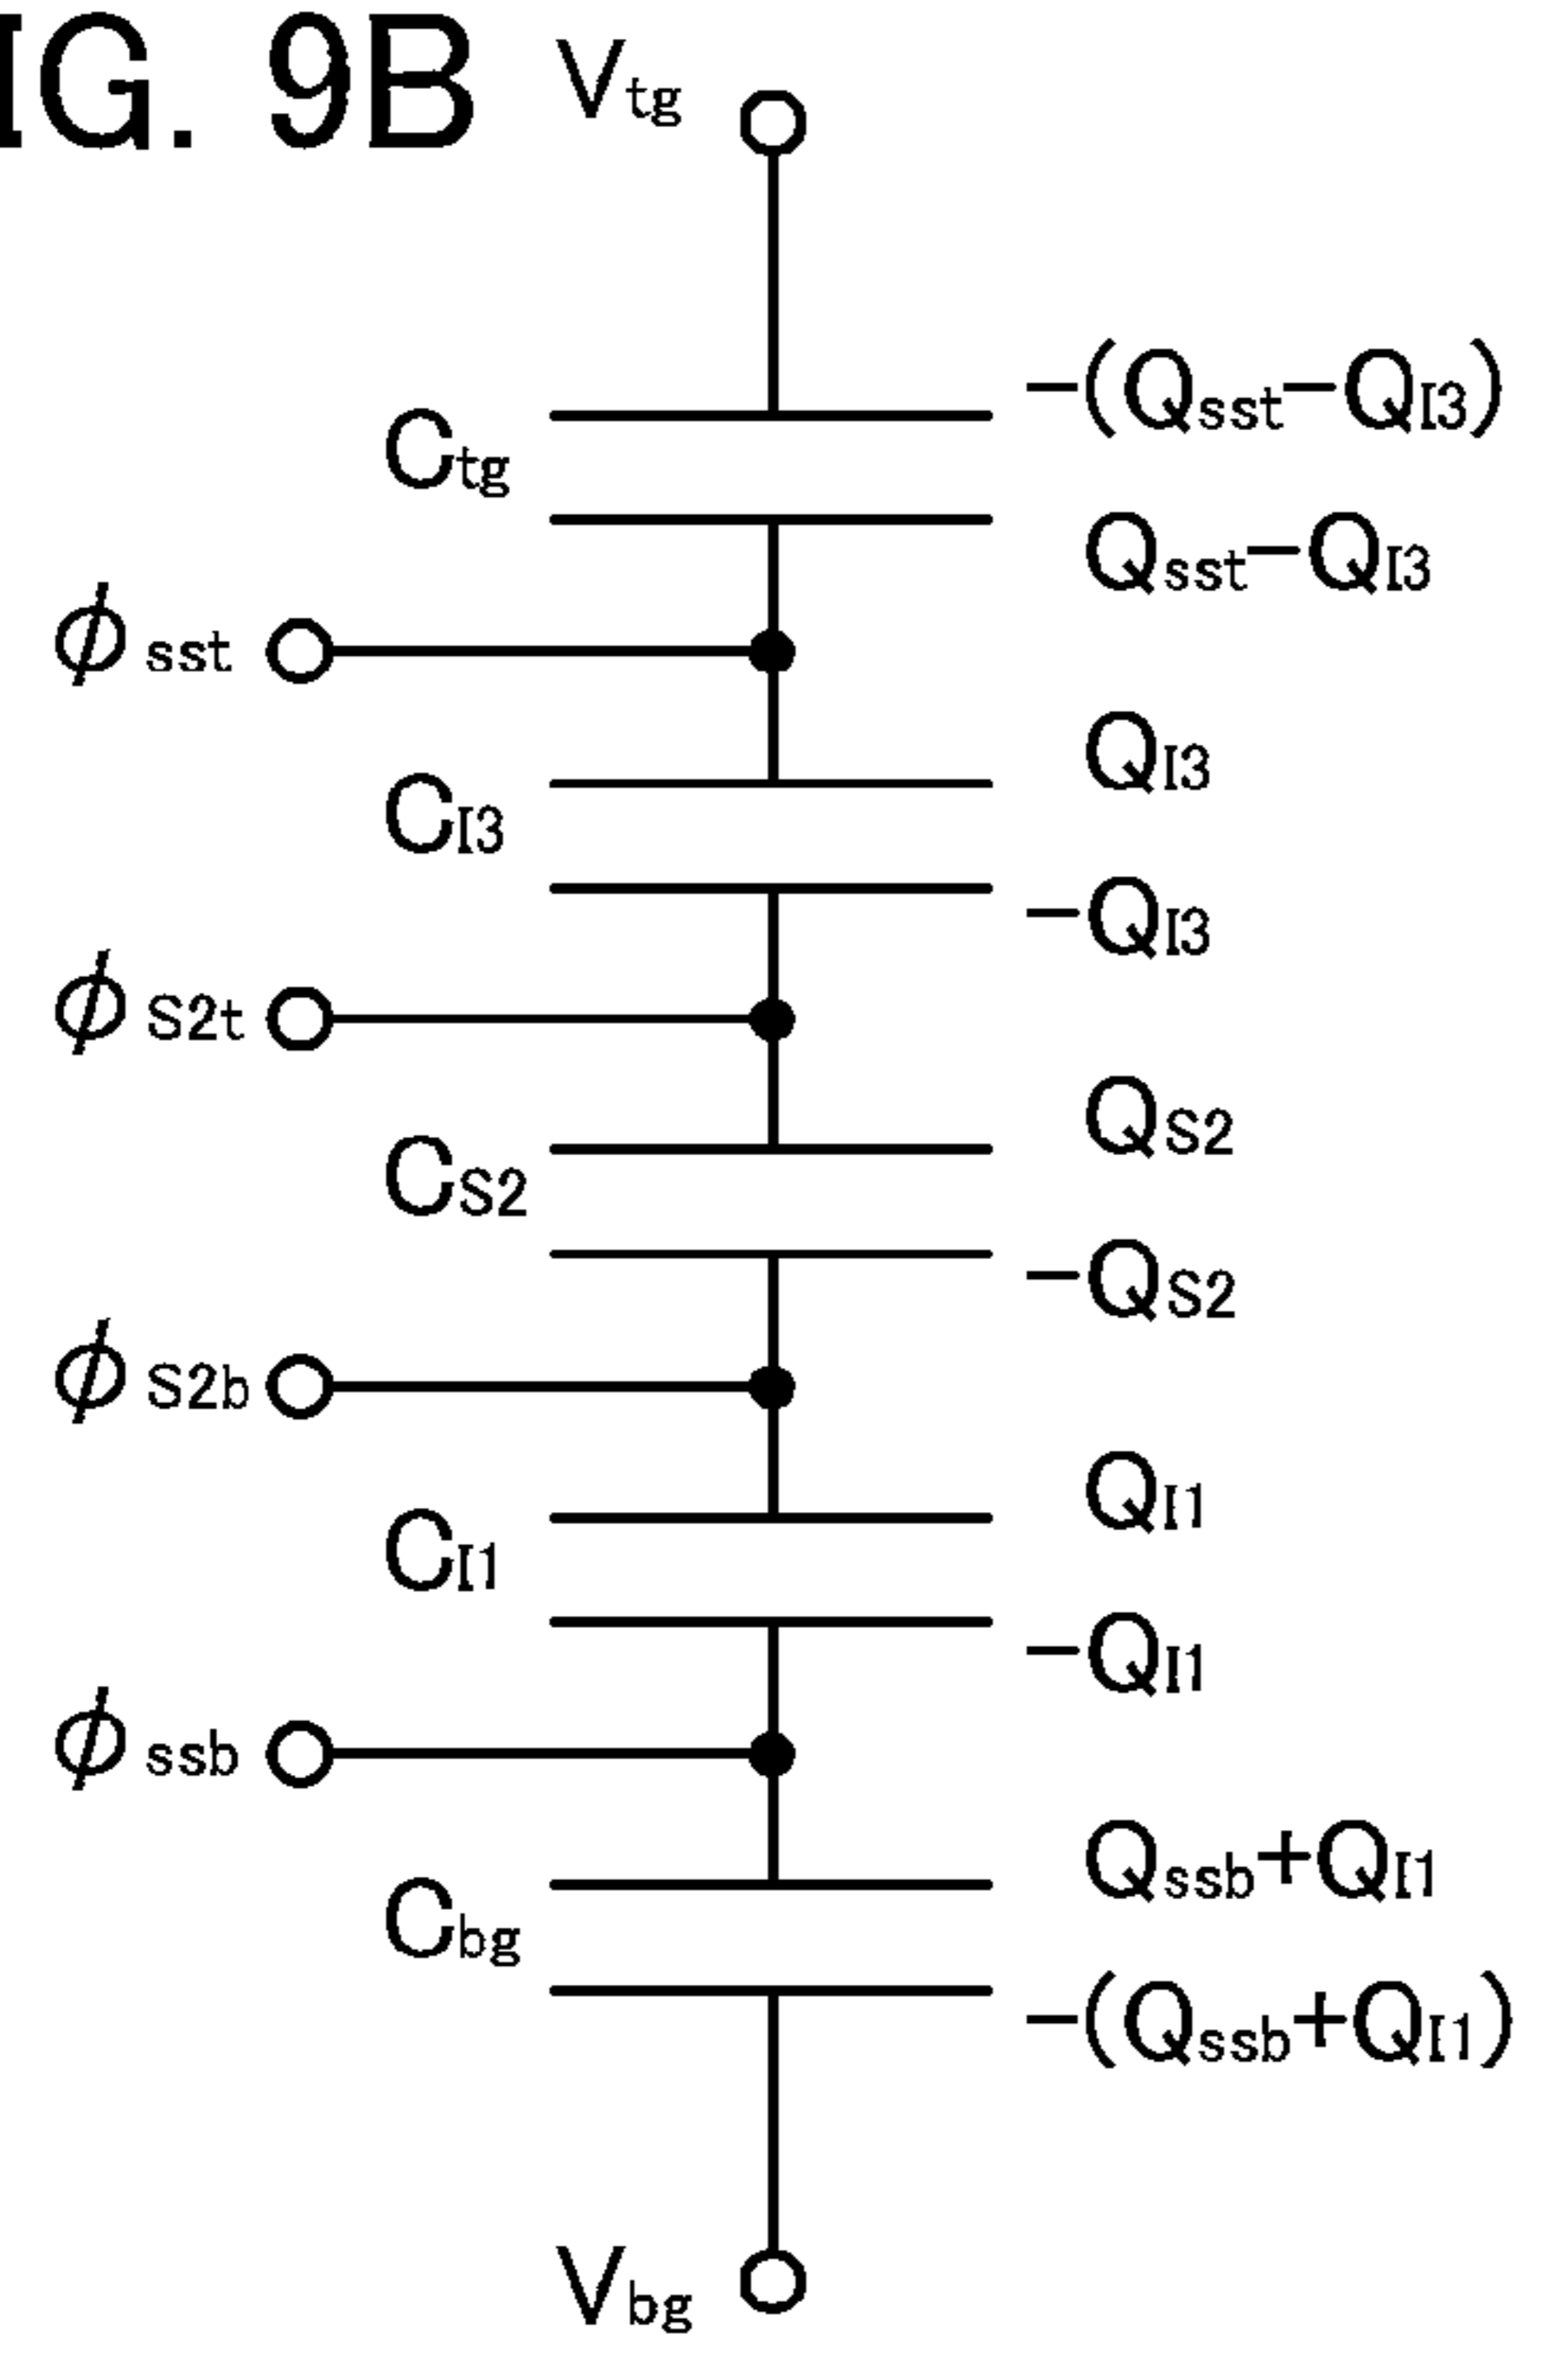 IG. 9B
Vtg
-(Qsst-QI3)
Ctg
Qsst-QI3
ϕsst
QI3
CI3
-QI3
ϕS2t
QS2
CS2
-QS2
ϕS2b
QI1
CI1
-QI1
ϕssb
Qssb+QI1
Cbg
-(Qssb+QI1)
Vbg